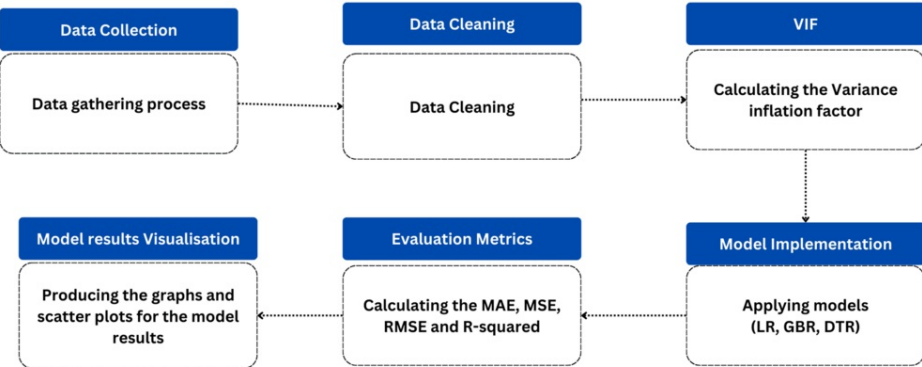 Data Collection
Data gathering process
Data Cleaning
Data Cleaning
VIF
Calculating the Variance
inflation factor
Model Implementation
Applying models
(LR, GBR, DTR)
Evaluation Metrics
Calculating the MAE, MSE,
RMSE and R-squared
Model results Visualisation
Producing the graphs and
scatter plots for the model
results